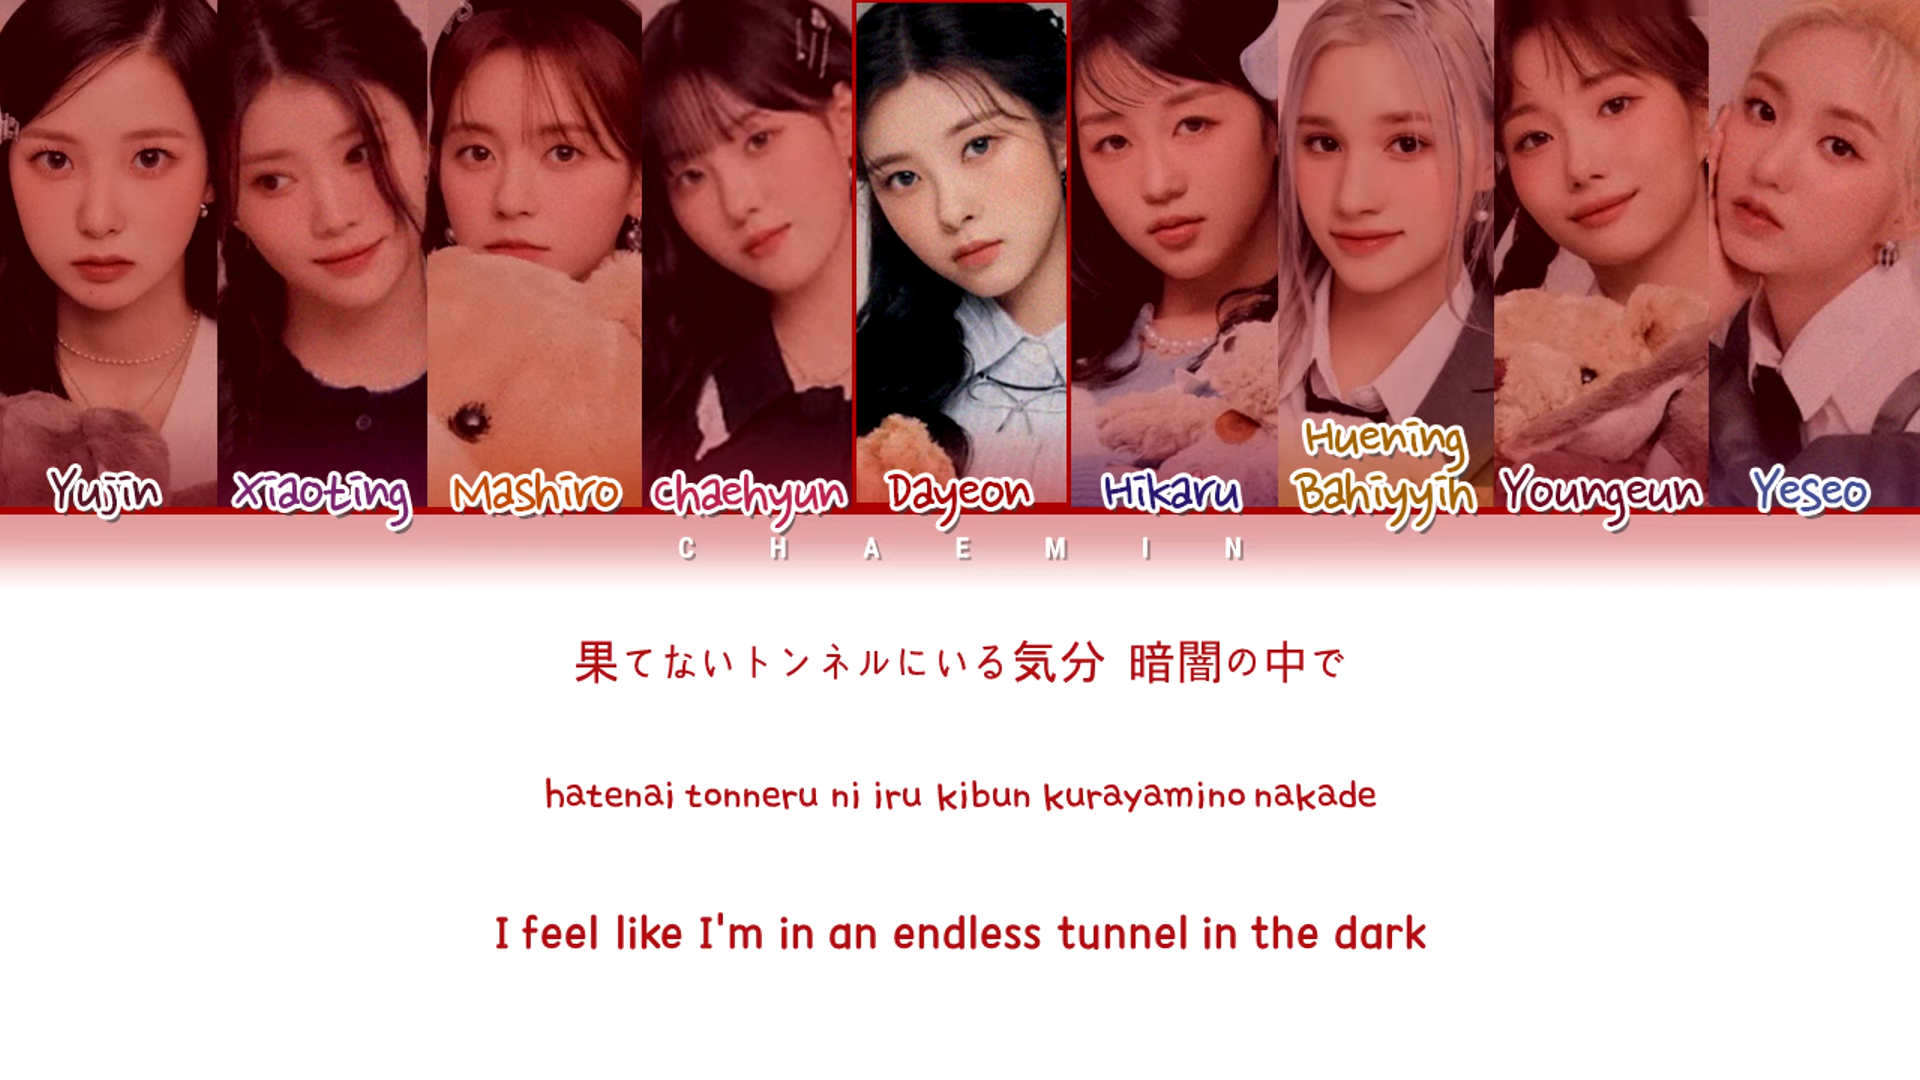 Yujin Xiaoting Mashiro chaehyun Dayeon Hikaru Huening Bahiyyih Youngeun Yeseo
C H A E M I N
果てないトンネルにいる気分 暗闇の中で
hatenai tonneru ni iru kibun kurayamino nakade
I feel like I'm in an endless tunnel in the dark